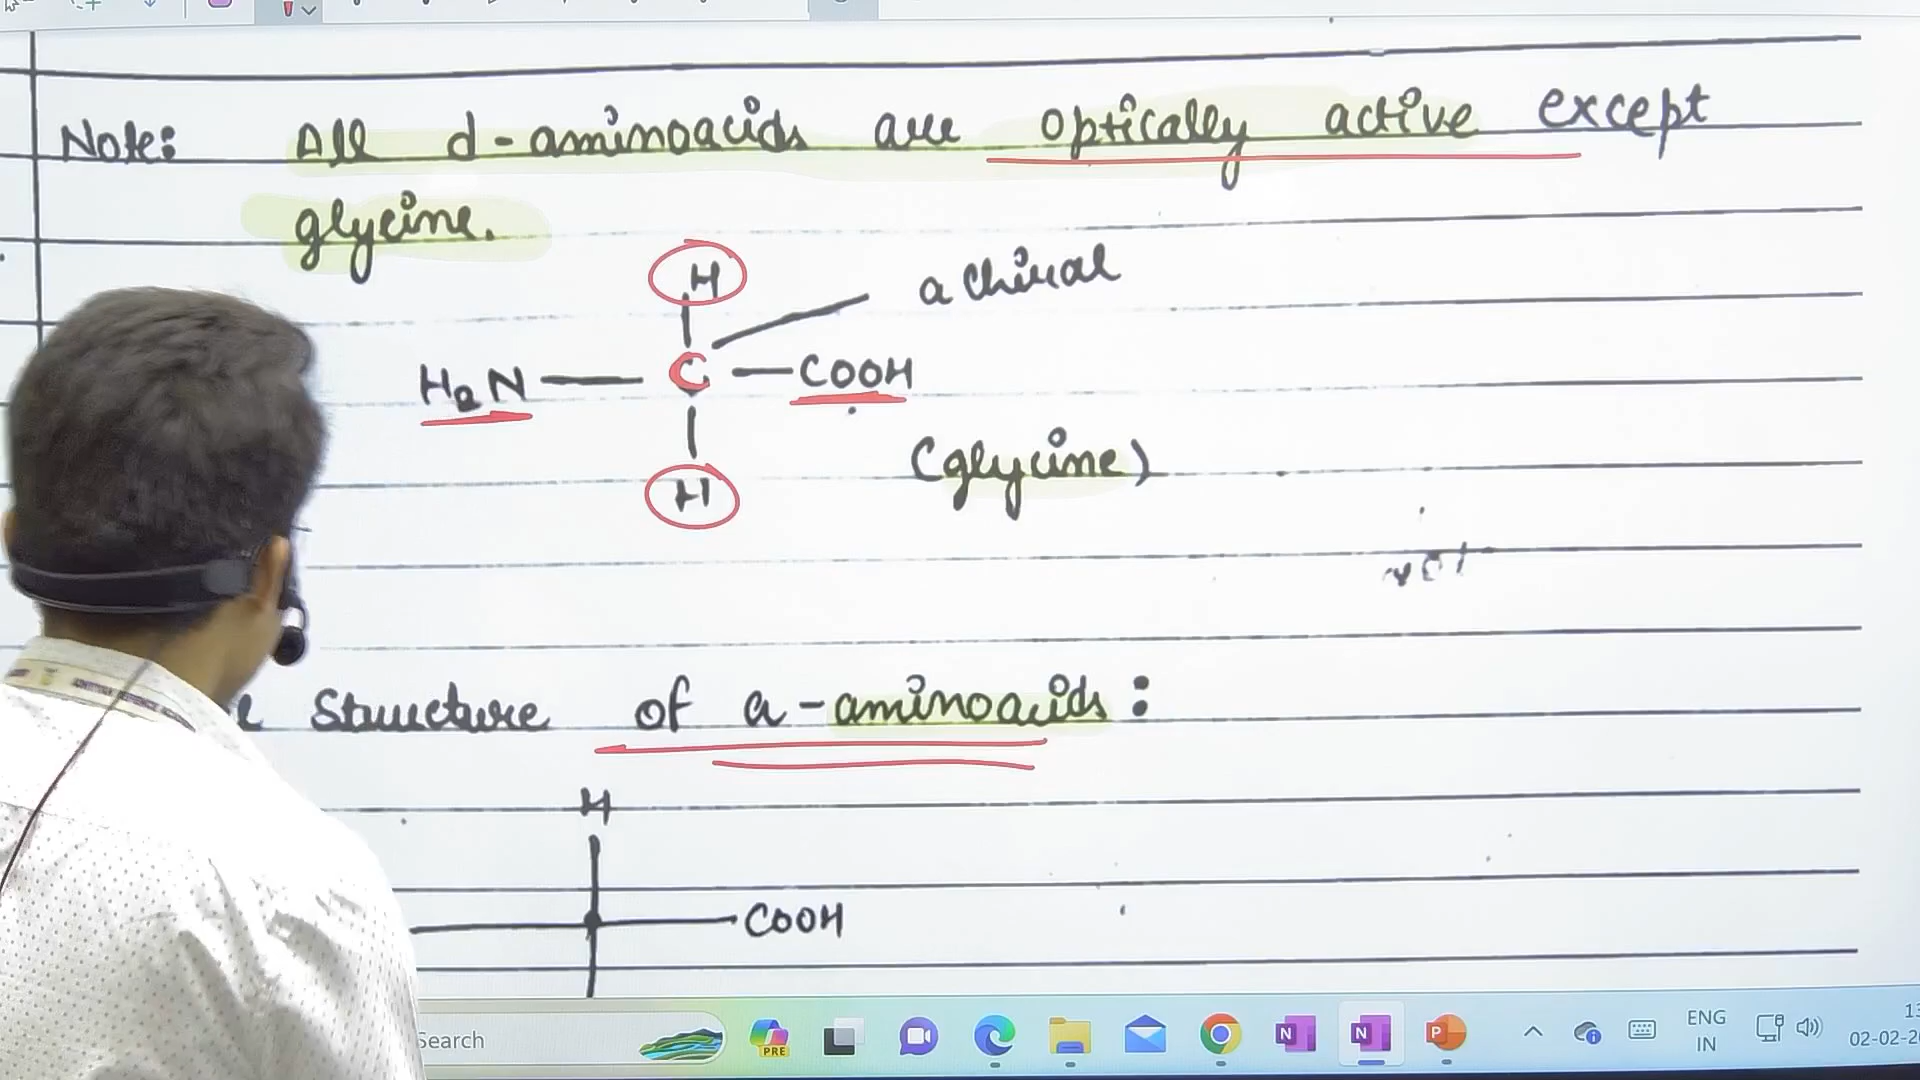 Note: All d-aminoacids are optically active except
glycine.
H
a chiral
H2N — C — COOH
H
(glycine)
structure of a-aminoacids:
H
COOH
Search
PRE
ENG
IN
02-02-2